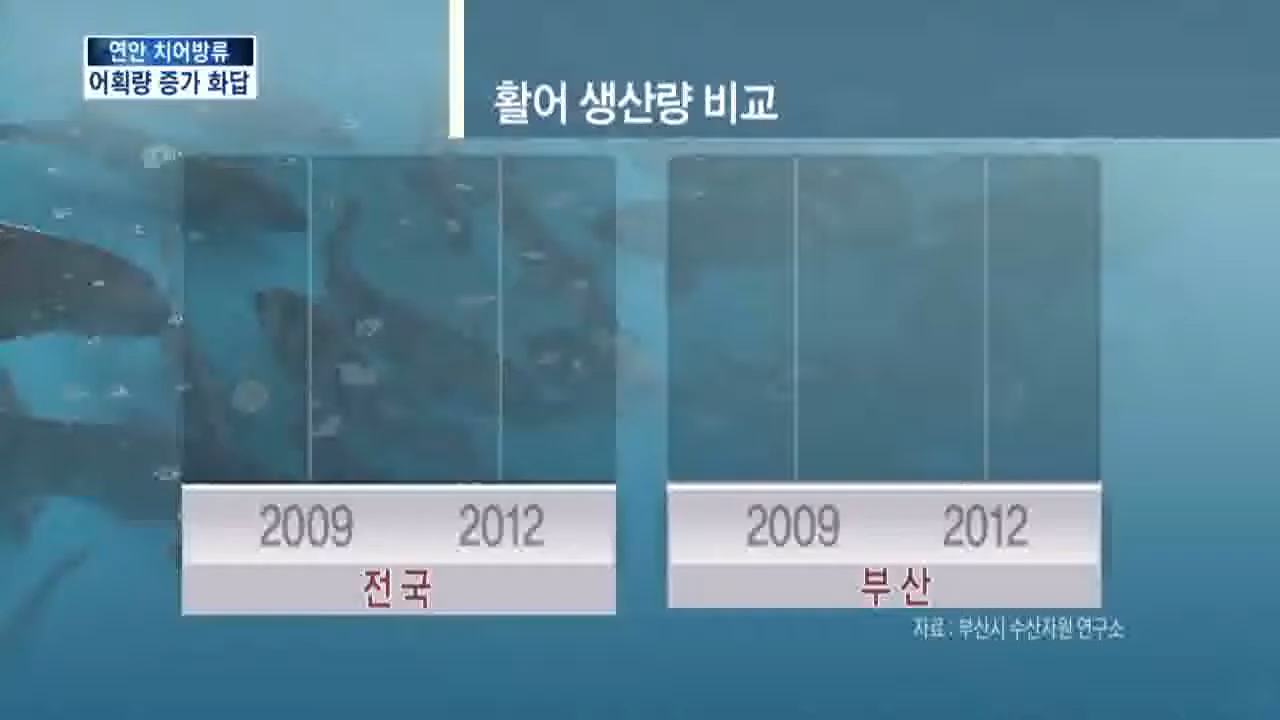 연안 치어방류
어획량 증가 화답
활어 생산량 비교
2009 2012
전국
2009 2012
부산
자료 : 부산시 수산자원 연구소